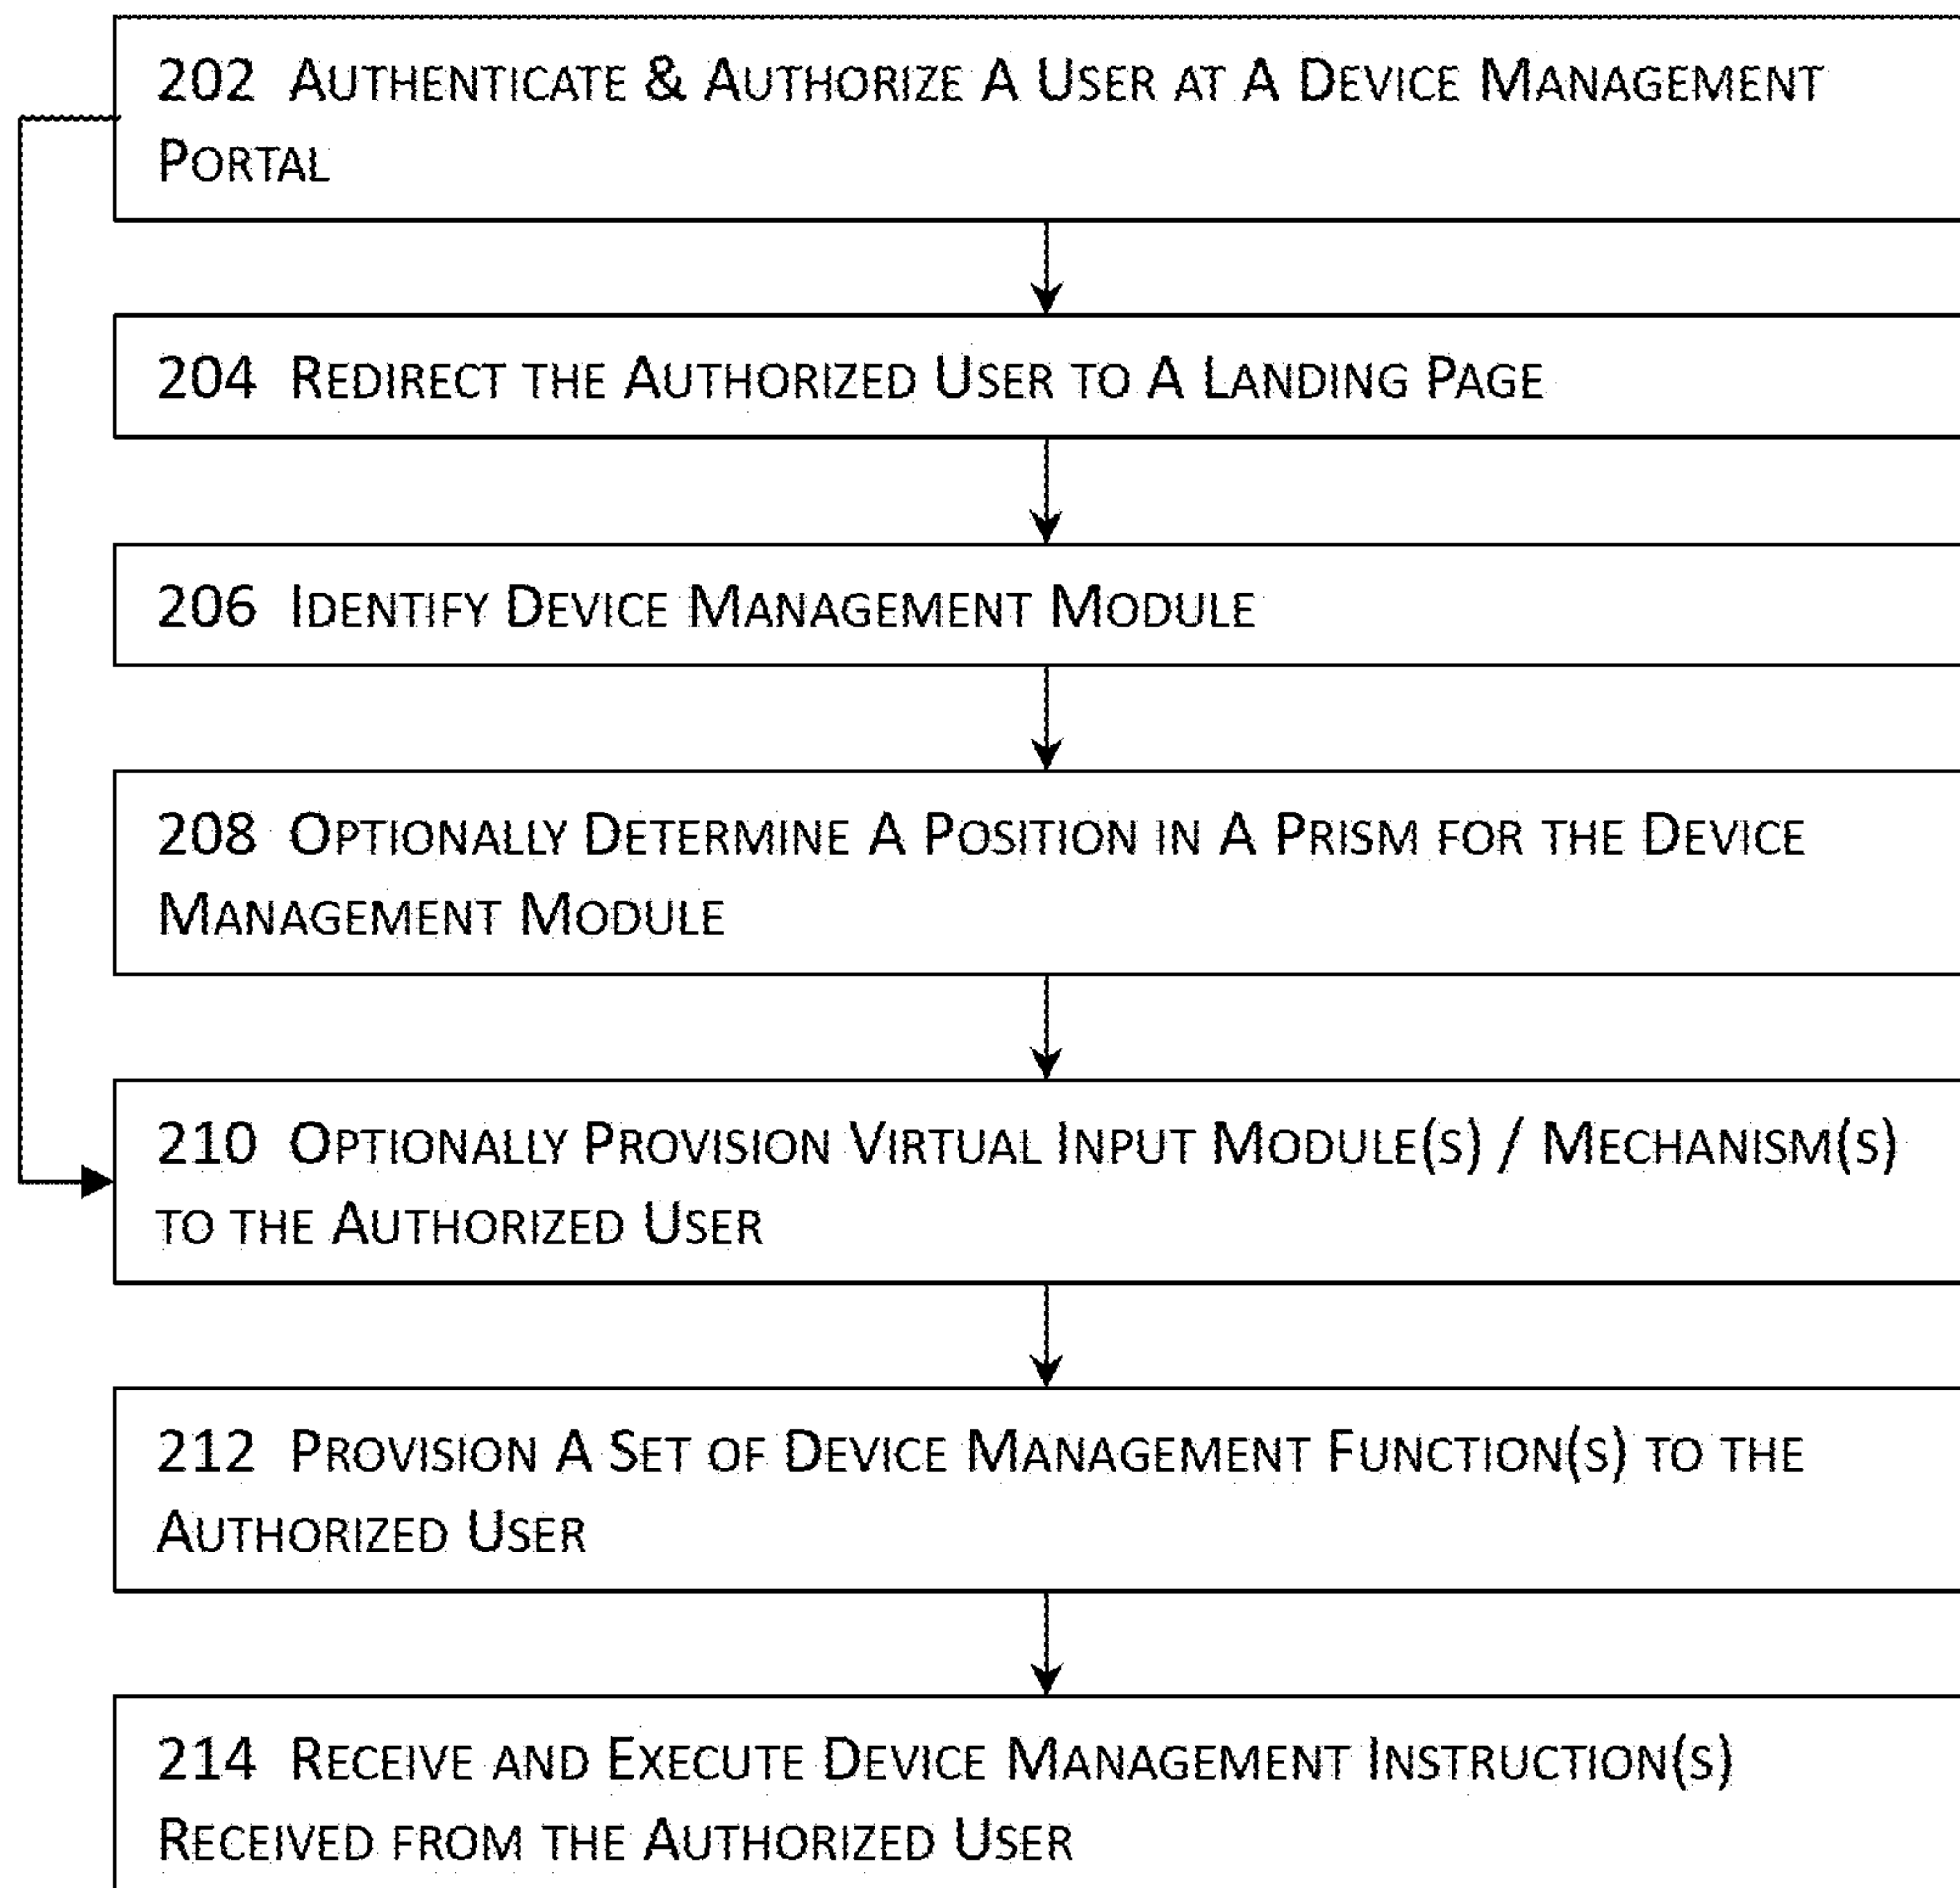 202 Authenticate & Authorize A User at A Device Management
Portal
204 Redirect the Authorized User to A Landing Page
206 Identify Device Management Module
208 Optionally Determine A Position in A Prism for the Device
Management Module
210 Optionally Provision Virtual Input Module(s) / Mechanism(s)
to the Authorized User
212 Provision A Set of Device Management Function(s) to the
Authorized User
214 Receive and Execute Device Management Instruction(s)
Received from the Authorized User